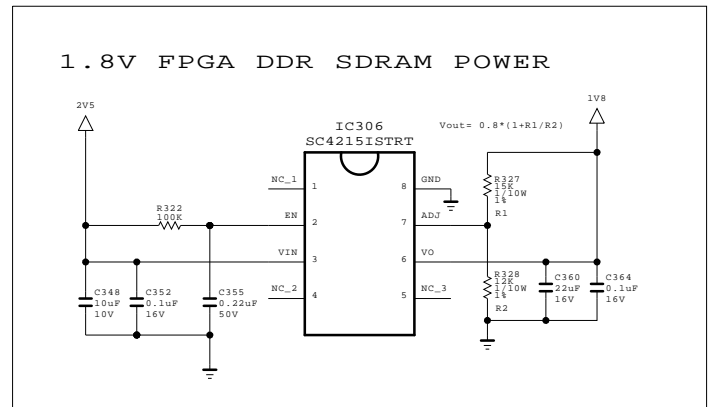 1.8V FPGA DDR SDRAM POWER
2V5
1V8
IC306
SC4215ISTRT
Vout= 0.8*(1+R1/R2)
NC_1
1
8
GND
R327
15K
1/10W
1%
R1
R322
100K
EN
2
7
ADJ
VIN
3
6
VO
C348
10uF
10V
C352
0.1uF
16V
C355
0.22uF
50V
NC_2
4
5
NC_3
R328
12K
1/10W
1%
R2
C360
22uF
16V
C364
0.1uF
16V